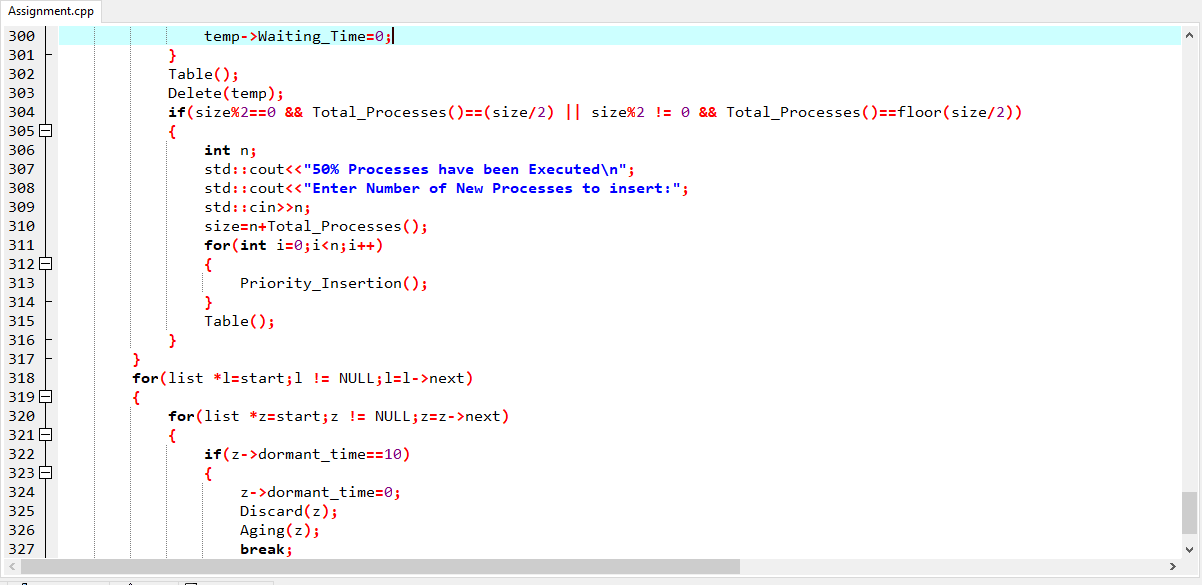 Assignment.cpp
300 temp->Waiting_Time=0;
301 }
302 Table();
303 Delete(temp);
304 if(size%2==0 && Total_Processes()==(size/2) || size%2 != 0 && Total_Processes()==floor(size/2))
305 {
306 int n;
307 std::cout<<"50% Processes have been Executed\n";
308 std::cout<<"Enter Number of New Processes to insert:";
309 std::cin>>n;
310 size=n+Total_Processes();
311 for(int i=0;i<n;i++)
312 {
313 Priority_Insertion();
314 }
315 Table();
316 }
317 }
318 for(list *l=start;l != NULL;l=l->next)
319 {
320 for(list *z=start;z != NULL;z=z->next)
321 {
322 if(z->dormant_time==10)
323 {
324 z->dormant_time=0;
325 Discard(z);
326 Aging(z);
327 break;